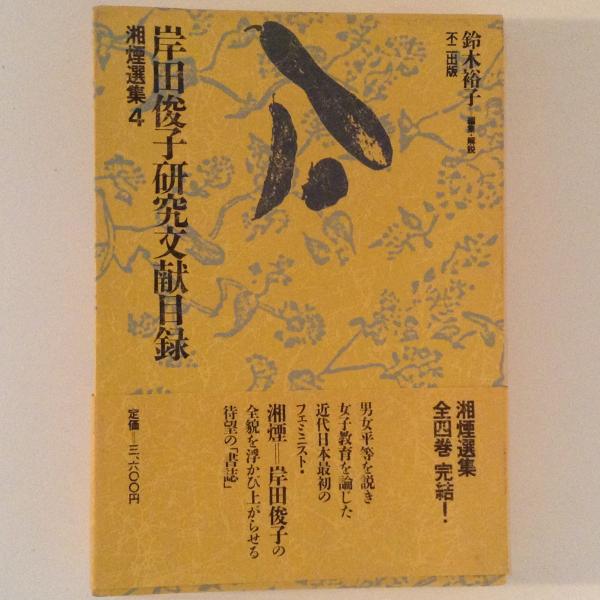 鈴木裕子 編集・解説
不二出版
岸田俊子研究文献目録
湘煙選集4
湘煙選集
全四巻 完結!
男女平等を説き
女子教育を論じた
近代日本最初の
フェミニスト・
湘煙＝岸田俊子の
全貌を浮かび上がらせる
待望の「書誌」
定価＝三、六〇〇円